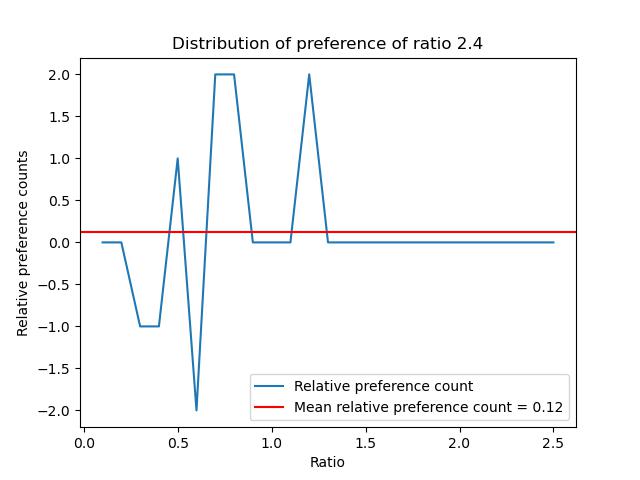 Distribution of preference of ratio 2.4
2.0
1.5
1.0
0.5
0.0
−0.5
−1.0
−1.5
−2.0
Relative preference counts
Relative preference count
Mean relative preference count = 0.12
0.0 0.5 1.0 1.5 2.0 2.5
Ratio